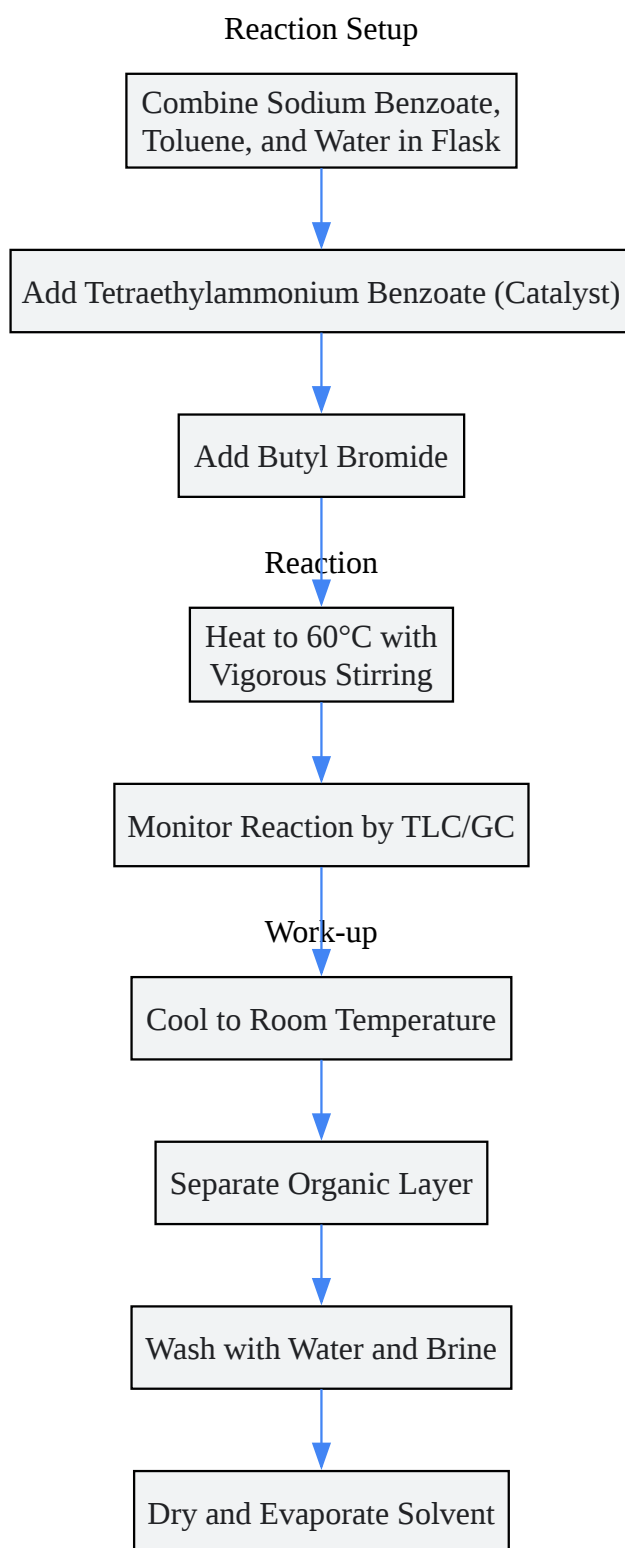 Reaction Setup
Combine Sodium Benzoate,
Toluene, and Water in Flask
Add Tetraethylammonium Benzoate (Catalyst)
Add Butyl Bromide
Reaction
Heat to 60°C with
Vigorous Stirring
Monitor Reaction by TLC/GC
Work-up
Cool to Room Temperature
Separate Organic Layer
Wash with Water and Brine
Dry and Evaporate Solvent